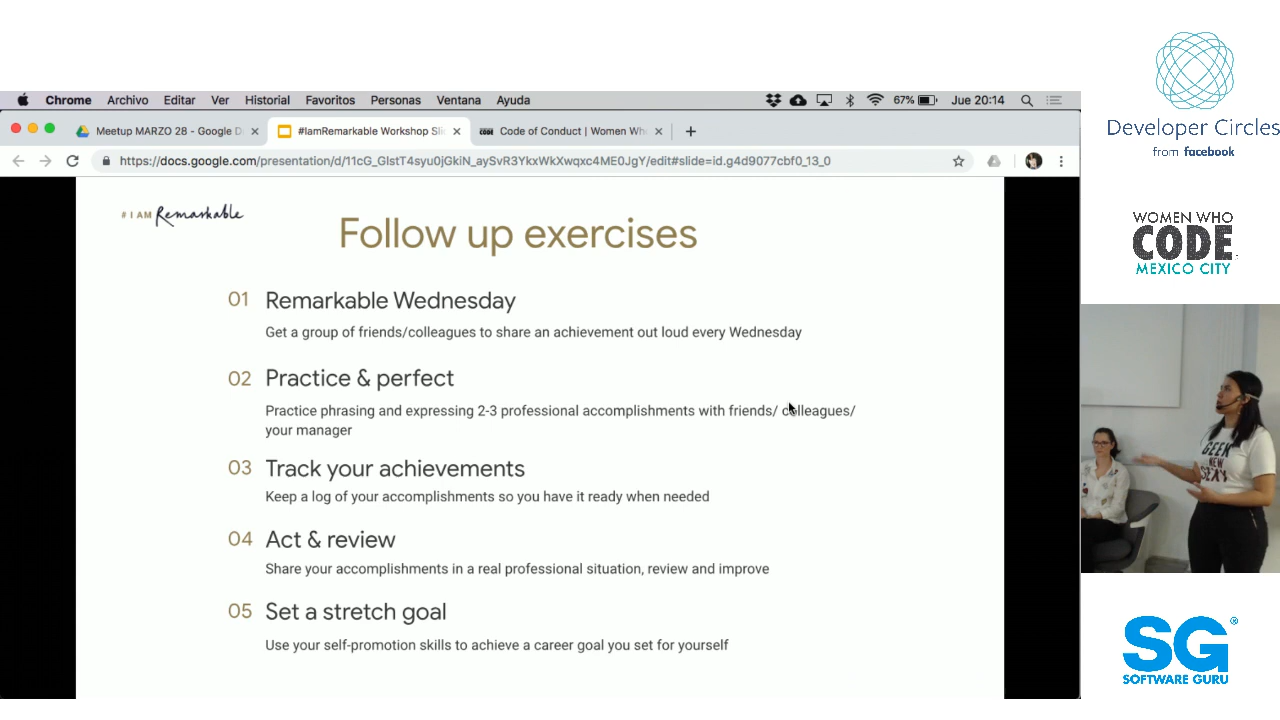 Chrome Archivo Editar Ver Historial Favoritos Personas Ventana Ayuda 67% Jue 20:14
Meetup MARZO 28 - Google D
#IamRemarkable Workshop Sli
CODE Code of Conduct | Women Wh
https://docs.google.com/presentation/d/11cG_GlstT4syu0jGkiN_aySvR3YkxWkXwqxc4ME0JgY/edit#slide=id.g4d9077cbf0_13_0
# I AM Remarkable
Follow up exercises
01 Remarkable Wednesday
Get a group of friends/colleagues to share an achievement out loud every Wednesday
02 Practice & perfect
Practice phrasing and expressing 2-3 professional accomplishments with friends/ colleagues/
your manager
03 Track your achievements
Keep a log of your accomplishments so you have it ready when needed
04 Act & review
Share your accomplishments in a real professional situation, review and improve
05 Set a stretch goal
Use your self-promotion skills to achieve a career goal you set for yourself
Developer Circles
from facebook
WOMEN WHO
CODE
MEXICO CITY
GEEK
NEW
SEXY
SG®
SOFTWARE GURU